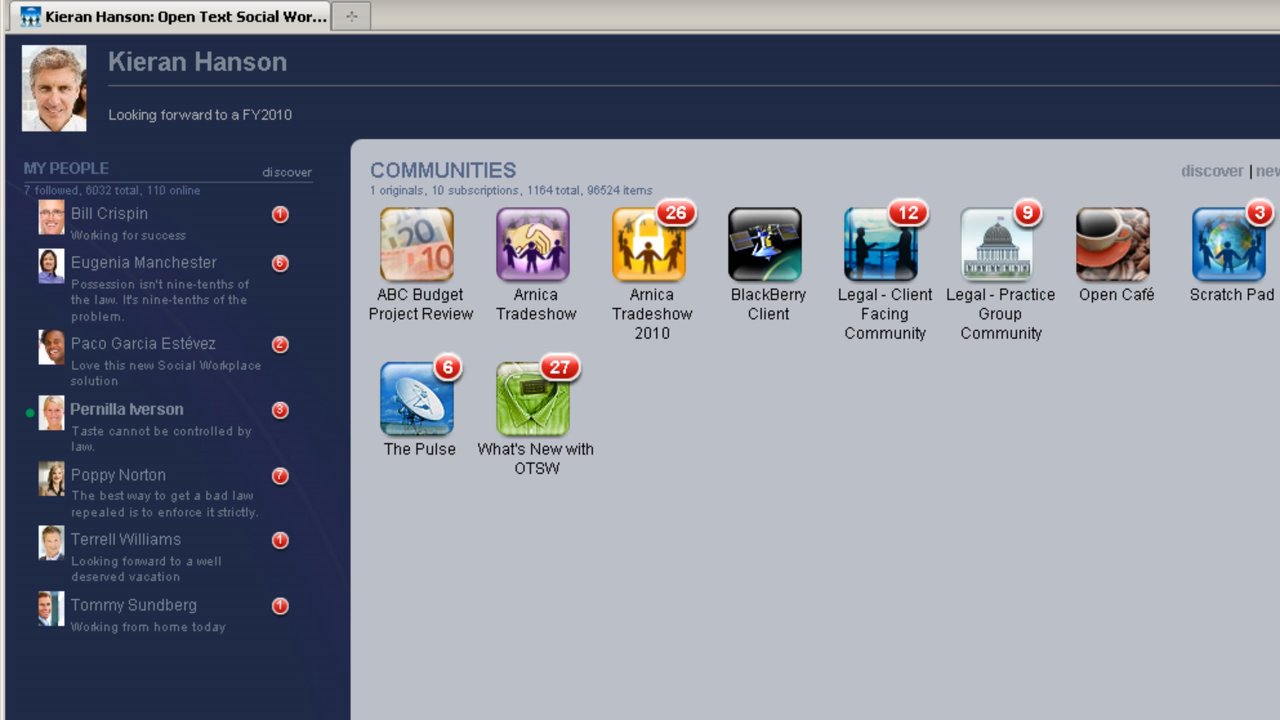 Kieran Hanson: Open Text Social Wor...
Kieran Hanson
Looking forward to a FY2010
MY PEOPLE
discover
7 followed, 6032 total, 110 online
Bill Crispin
1
Working for success
Eugenia Manchester
6
Possession isn't nine-tenths of
the law. It's nine-tenths of the
problem.
Paco Garcia Estévez
2
Love this new Social Workplace
solution
Pernilla Iverson
3
Taste cannot be controlled by
law.
Poppy Norton
7
The best way to get a bad law
repealed is to enforce it strictly.
Terrell Williams
1
Looking forward to a well
deserved vacation
Tommy Sundberg
1
Working from home today
COMMUNITIES
discover | new
1 originals, 10 subscriptions, 1164 total, 96524 items
26
12
9
3
20
10
ABC Budget
Project Review
Arnica
Tradeshow
Arnica
Tradeshow
2010
BlackBerry
Client
Legal - Client
Facing
Community
Legal - Practice
Group
Community
Open Café
Scratch Pad
6
27
The Pulse
What's New with
OTSW